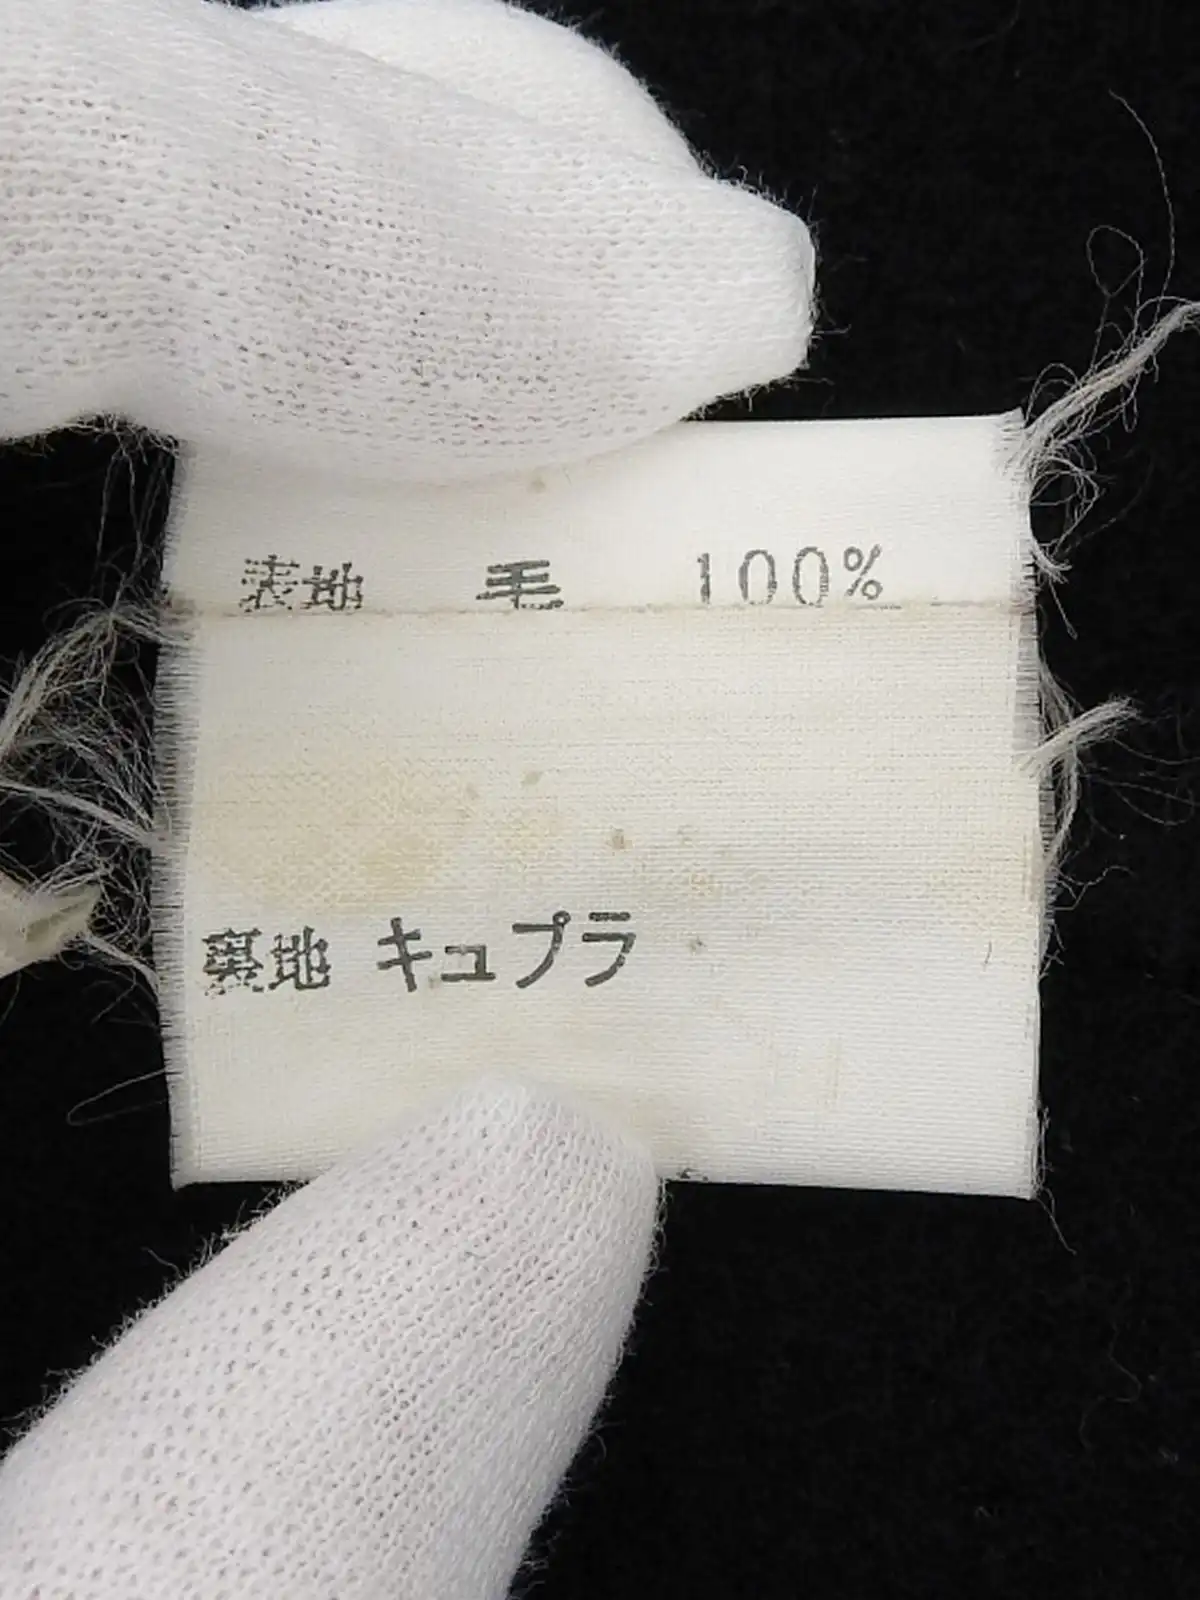 表地 毛 100%
裏地 キュプラ